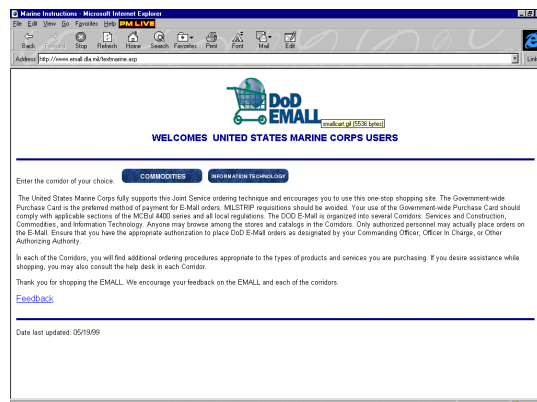 Marine Instructions - Microsoft Internet Explorer
File Edit View Go Favorites Help PM LIVE
Back Forward Stop Refresh Home Search Favorites Print Font Mail Edit
Address http://www.emall.dla.mil/textmarine.asp Link
DoD
EMALL
smallcart.gif (5536 bytes)
WELCOMES UNITED STATES MARINE CORPS USERS
Enter the corridor of your choice. COMMODITIES INFORMATION TECHNOLOGY
The United States Marine Corps fully supports this Joint Service ordering technique and encourages you to use this one-stop shopping site. The Government-wide
Purchase Card is the preferred method of payment for E-Mall orders. MILSTRIP requisitions should be avoided. Your use of the Government-wide Purchase Card should
comply with applicable sections of the MCBul 4400 series and all local regulations. The DOD E-Mall is organized into several Corridors: Services and Construction,
Commodities, and Information Technology. Anyone may browse among the stores and catalogs in the Corridors. Only authorized personnel may actually place orders on
the E-Mall. Ensure that you have the appropriate authorization to place DoD E-Mall orders as designated by your Commanding Officer, Officer In Charge, or Other
Authorizing Authority.
In each of the Corridors, you will find additional ordering procedures appropriate to the types of products and services you are purchasing. If you desire assistance while
shopping, you may also consult the help desk in each Corridor.
Thank you for shopping the EMALL. We encourage your feedback on the EMALL and each of the corridors.
Feedback
Date last updated: 05/19/99